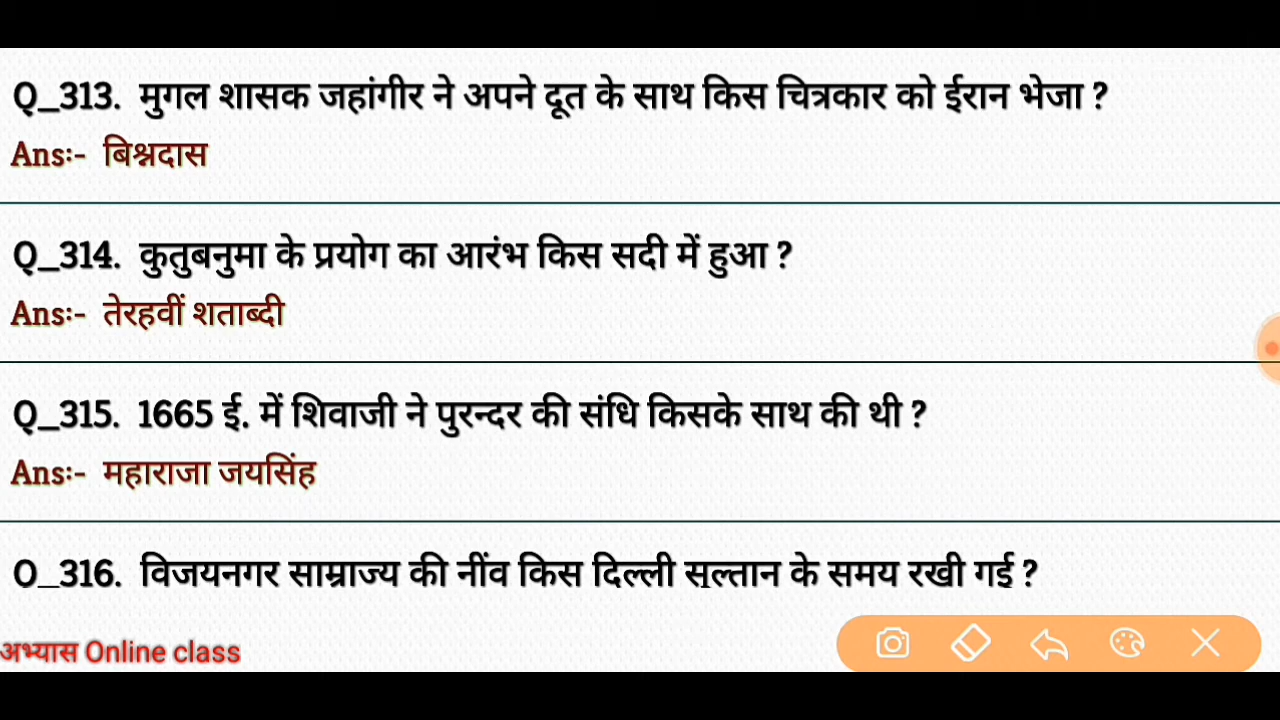 Q_313. मुगल शासक जहांगीर ने अपने दूत के साथ किस चित्रकार को ईरान भेजा ?
Ans:- बिश्नदास
Q_314. कुतुबनुमा के प्रयोग का आरंभ किस सदी में हुआ ?
Ans:- तेरहवीं शताब्दी
Q_315. 1665 ई. में शिवाजी ने पुरन्दर की संधि किसके साथ की थी ?
Ans:- महाराजा जयसिंह
Q_316. विजयनगर साम्राज्य की नींव किस दिल्ली सुल्तान के समय रखी गई ?
अभ्यास Online class